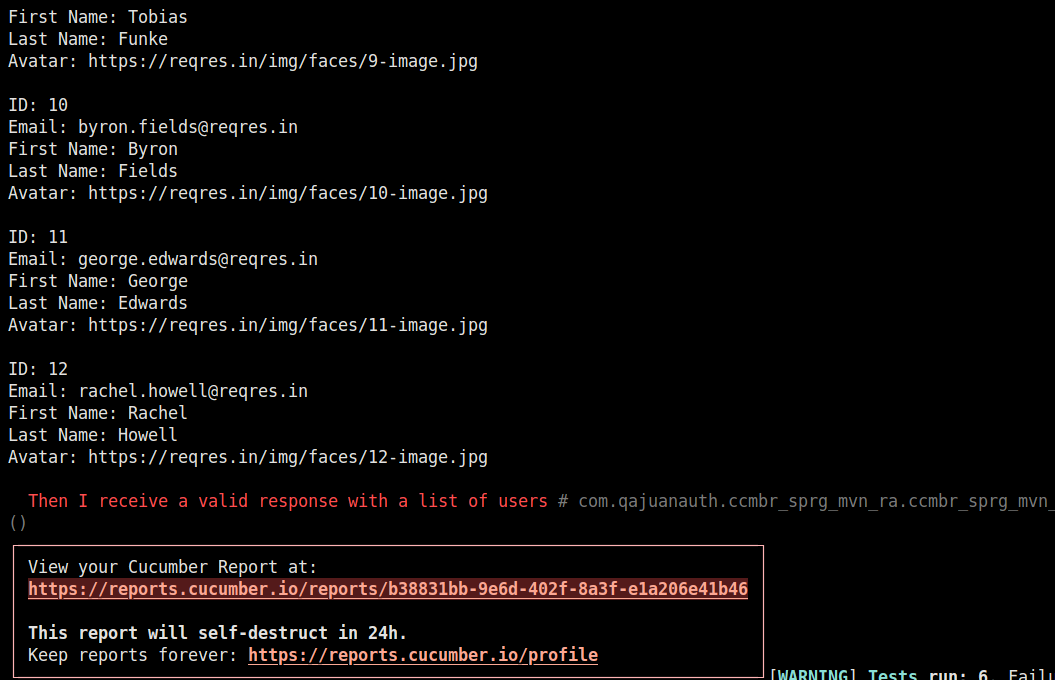 First Name: Tobias
Last Name: Funke
Avatar: https://reqres.in/img/faces/9-image.jpg
ID: 10
Email: byron.fields@reqres.in
First Name: Byron
Last Name: Fields
Avatar: https://reqres.in/img/faces/10-image.jpg
ID: 11
Email: george.edwards@reqres.in
First Name: George
Last Name: Edwards
Avatar: https://reqres.in/img/faces/11-image.jpg
ID: 12
Email: rachel.howell@reqres.in
First Name: Rachel
Last Name: Howell
Avatar: https://reqres.in/img/faces/12-image.jpg
Then I receive a valid response with a list of users # com.qajuanauth.ccmbr_sprg_mvn_ra.ccmbr_sprg_mvn_
()
View your Cucumber Report at:
https://reports.cucumber.io/reports/b38831bb-9e6d-402f-8a3f-e1a206e41b46
This report will self-destruct in 24h.
Keep reports forever: https://reports.cucumber.io/profile
[WARNING] Tests run: 6, Failu